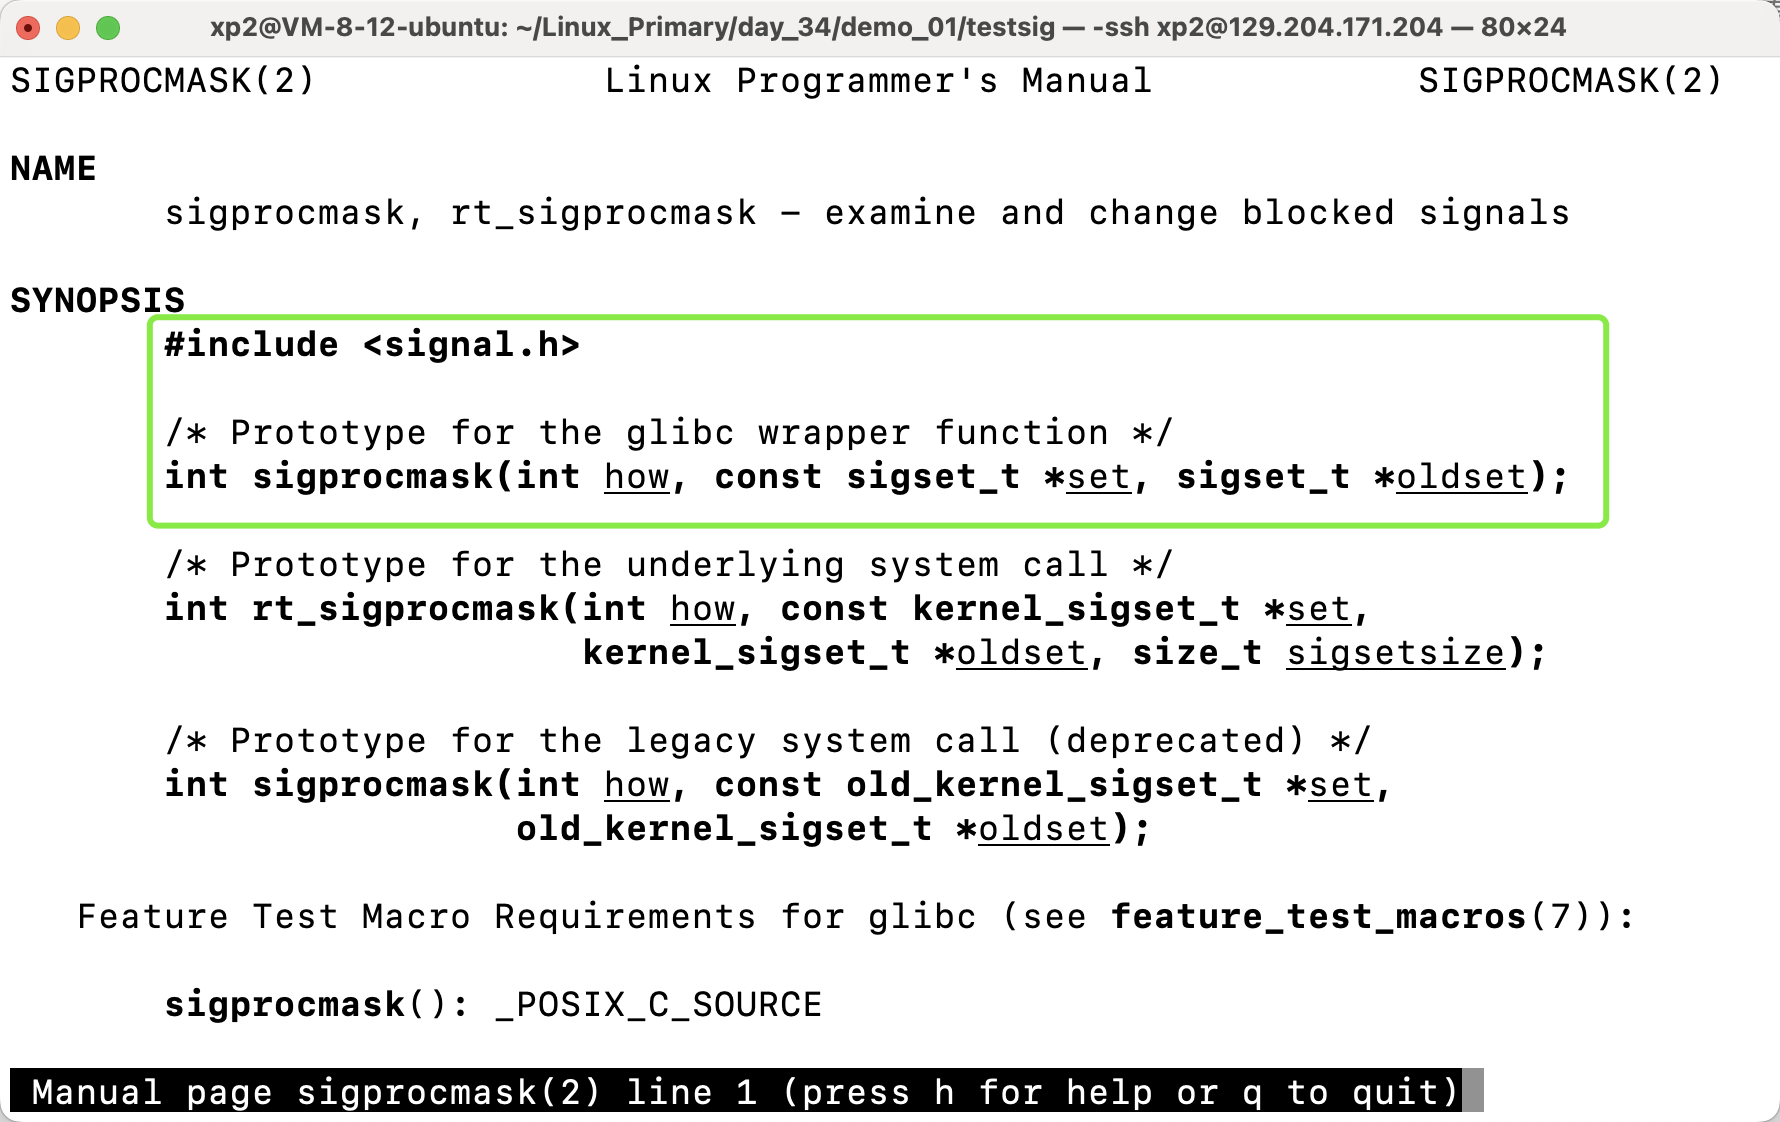 xp2@VM-8-12-ubuntu: ~/Linux_Primary/day_34/demo_01/testsig — -ssh xp2@129.204.171.204 — 80×24
SIGPROCMASK(2) Linux Programmer's Manual SIGPROCMASK(2)
NAME
sigprocmask, rt_sigprocmask - examine and change blocked signals
SYNOPSIS
#include <signal.h>
/* Prototype for the glibc wrapper function */
int sigprocmask(int how, const sigset_t *set, sigset_t *oldset);
/* Prototype for the underlying system call */
int rt_sigprocmask(int how, const kernel_sigset_t *set,
kernel_sigset_t *oldset, size_t sigsetsize);
/* Prototype for the legacy system call (deprecated) */
int sigprocmask(int how, const old_kernel_sigset_t *set,
old_kernel_sigset_t *oldset);
Feature Test Macro Requirements for glibc (see feature_test_macros(7)):
sigprocmask(): _POSIX_C_SOURCE
Manual page sigprocmask(2) line 1 (press h for help or q to quit)